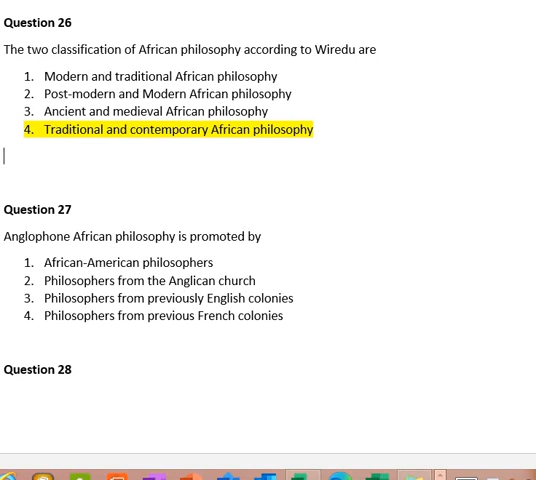 Question 26
The two classification of African philosophy according to Wiredu are
1. Modern and traditional African philosophy
2. Post-modern and Modern African philosophy
3. Ancient and medieval African philosophy
4. Traditional and contemporary African philosophy
Question 27
Anglophone African philosophy is promoted by
1. African-American philosophers
2. Philosophers from the Anglican church
3. Philosophers from previously English colonies
4. Philosophers from previous French colonies
Question 28